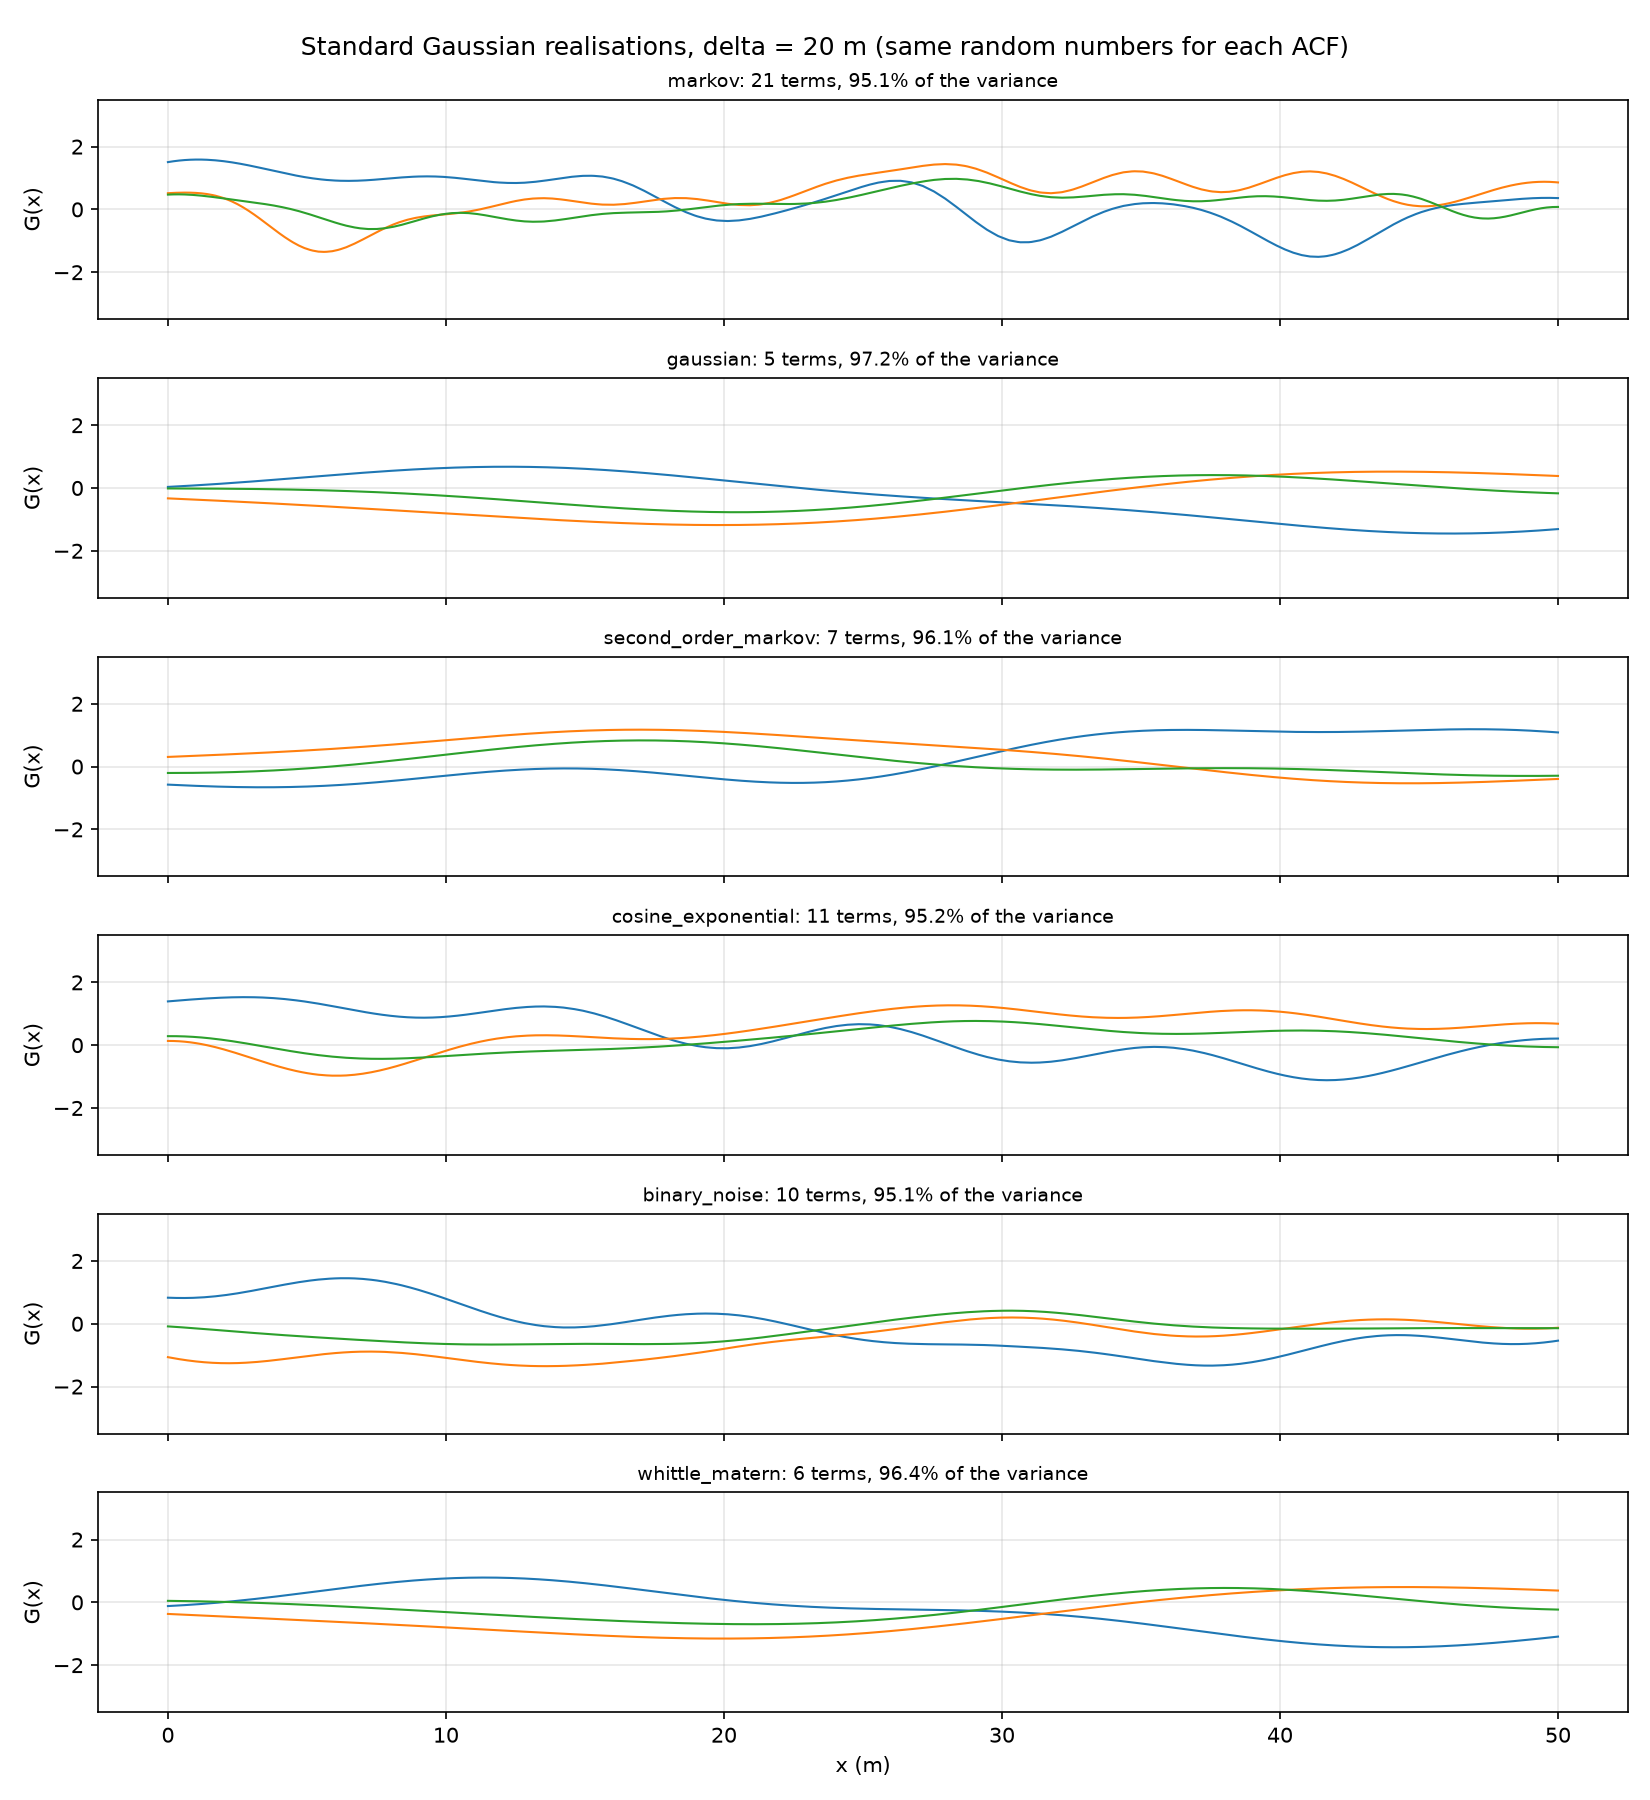 Standard Gaussian realisations, delta = 20 m (same random numbers for each ACF)
markov: 21 terms, 95.1% of the variance
2
0
−2
G(x)
gaussian: 5 terms, 97.2% of the variance
2
0
−2
G(x)
second_order_markov: 7 terms, 96.1% of the variance
2
0
−2
G(x)
cosine_exponential: 11 terms, 95.2% of the variance
2
0
−2
G(x)
binary_noise: 10 terms, 95.1% of the variance
2
0
−2
G(x)
whittle_matern: 6 terms, 96.4% of the variance
2
0
−2
G(x)
0 10 20 30 40 50
x (m)